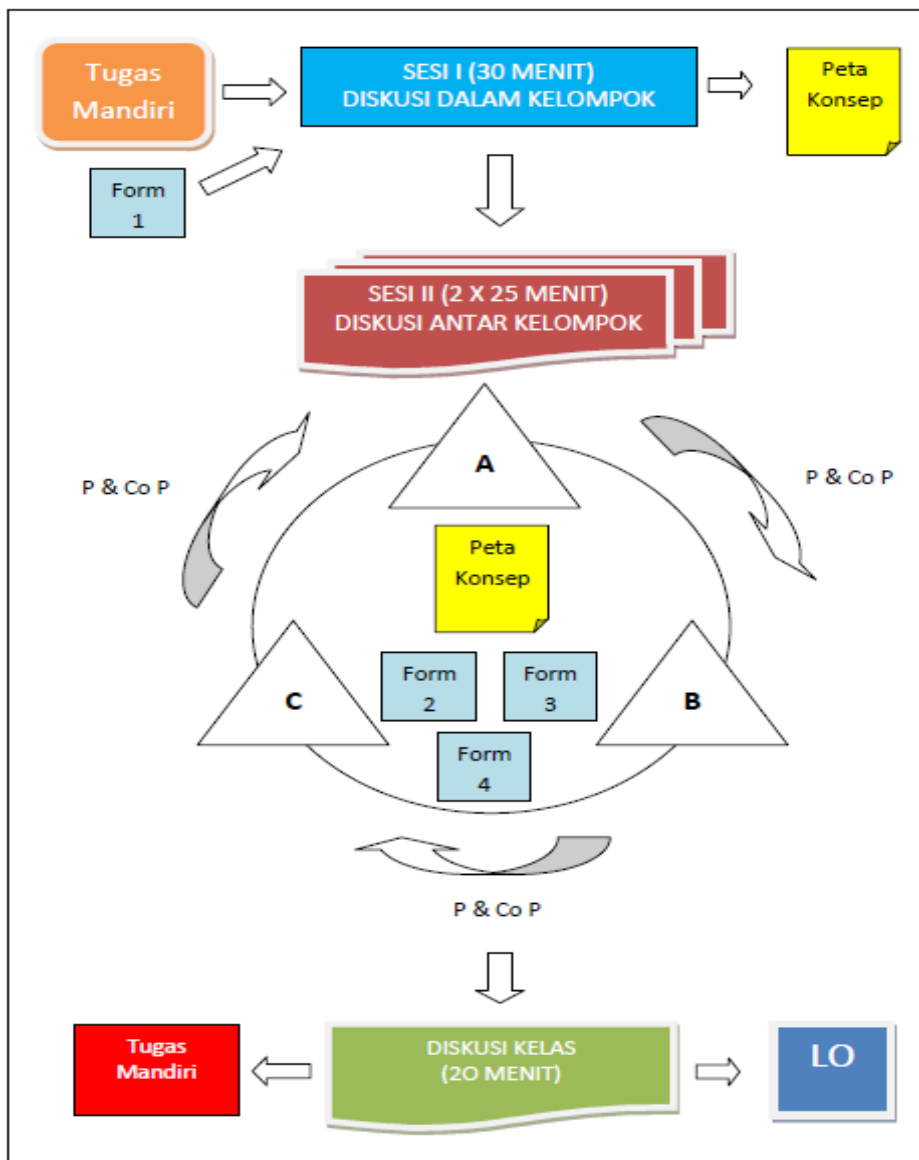 Tugas
Mandiri
SESI I (30 MENIT)
DISKUSI DALAM KELOMPOK
Peta
Konsep
Form
1
SESI II (2 X 25 MENIT)
DISKUSI ANTAR KELOMPOK
A
P & Co P
P & Co P
Peta
Konsep
C
Form
2
Form
3
B
Form
4
P & Co P
Tugas
Mandiri
DISKUSI KELAS
(2O MENIT)
LO